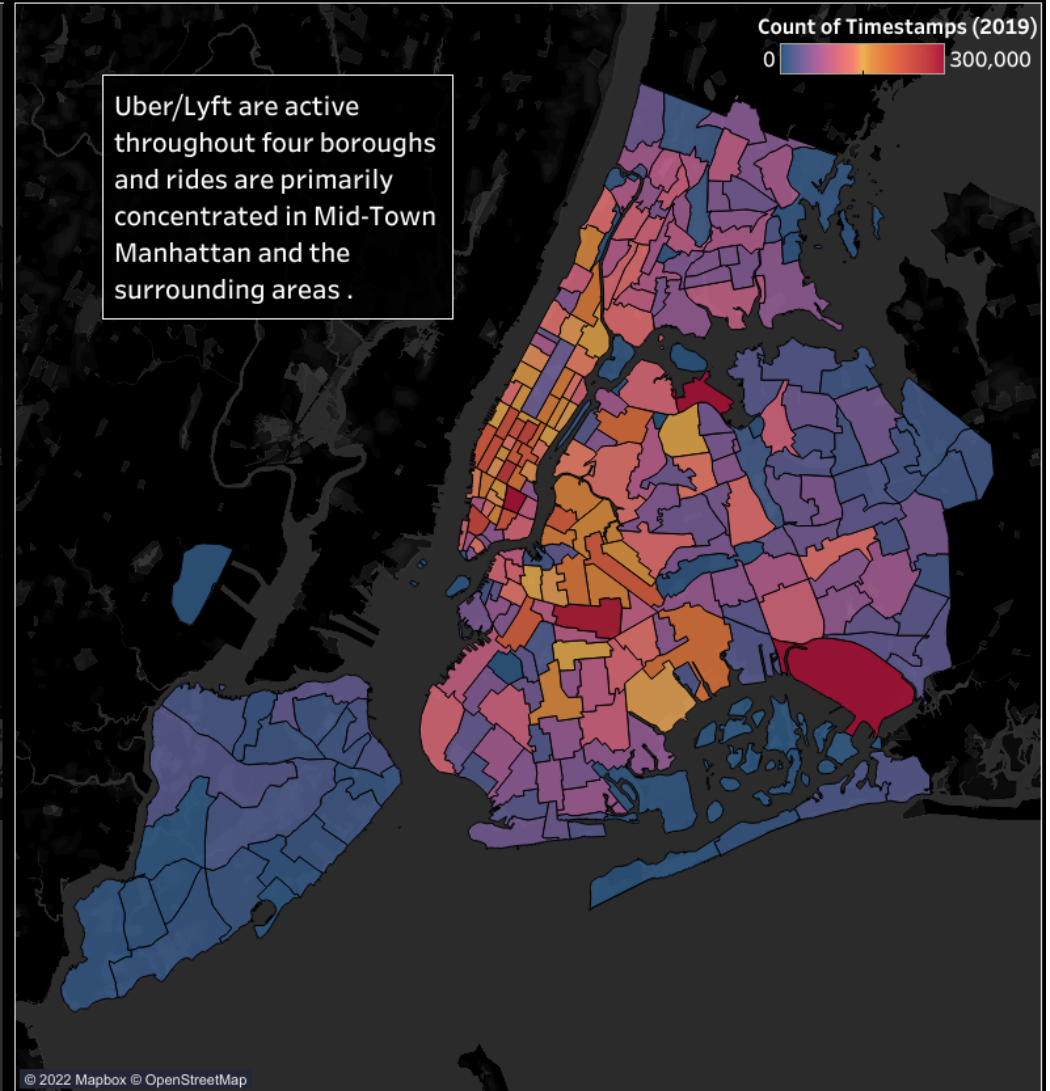 Count of Timestamps (2019)
0 300,000
Uber/Lyft are active
throughout four boroughs
and rides are primarily
concentrated in Mid-Town
Manhattan and the
surrounding areas .
© 2022 Mapbox © OpenStreetMap